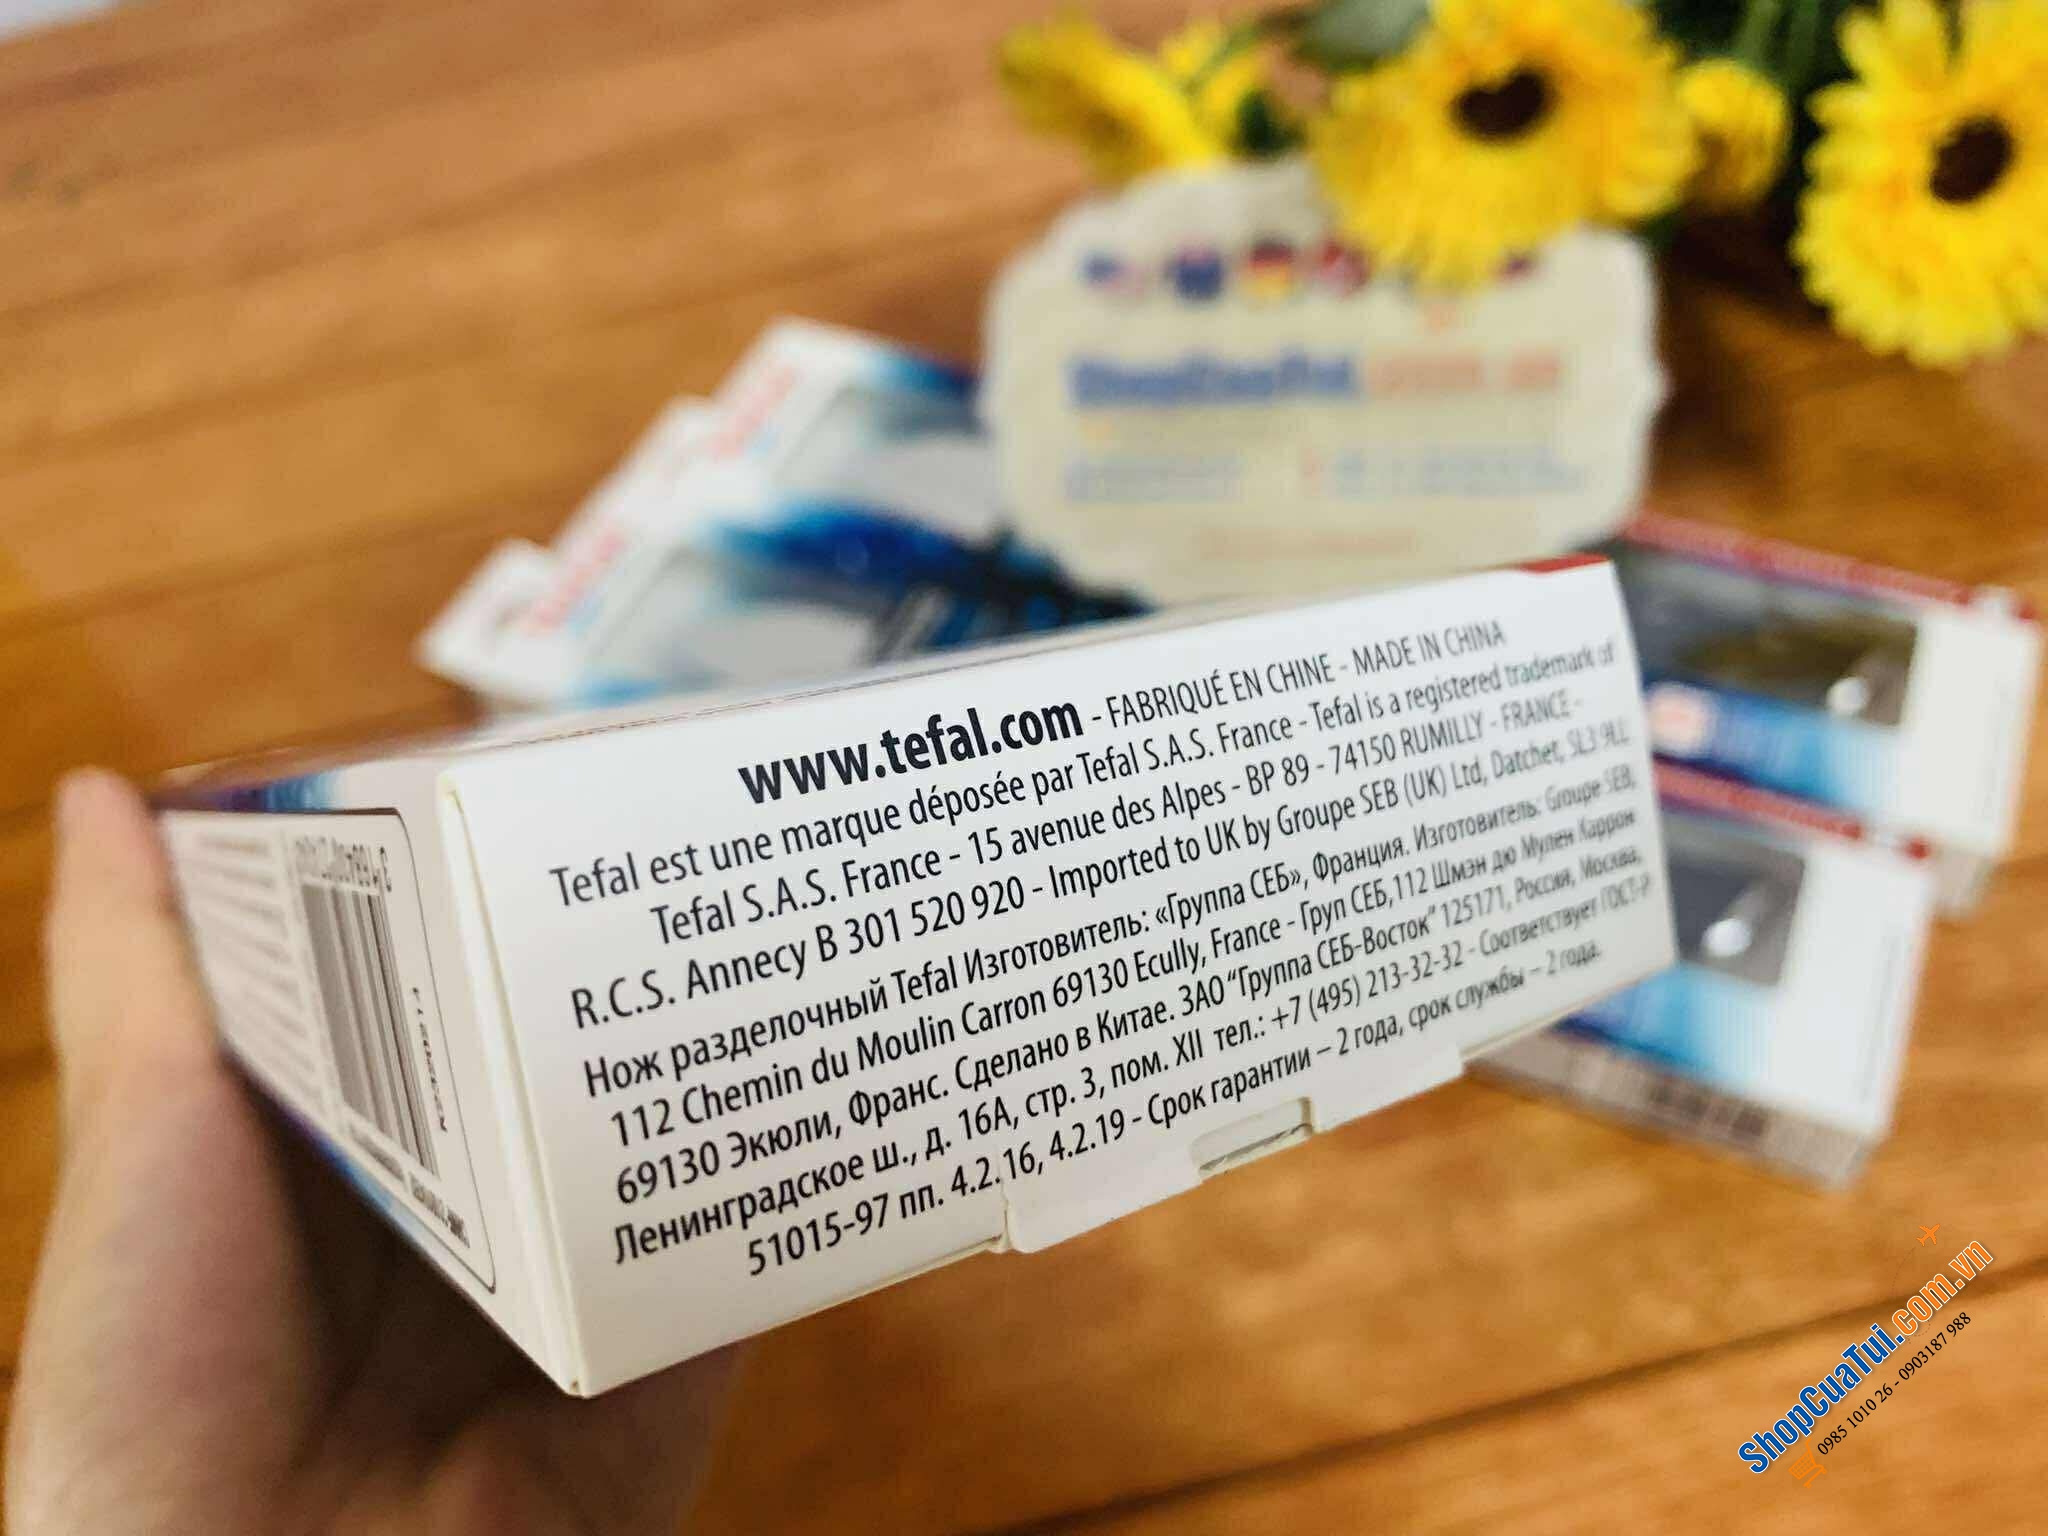 www.tefal.com - FABRIQUÉ EN CHINE - MADE IN CHINA
Tefal est une marque déposée par Tefal S.A.S. France - Tefal is a registered trademark of
Tefal S.A.S. France - 15 avenue des Alpes - BP 89 - 74150 RUMILLY - FRANCE -
R.C.S. Annecy B 301 520 920 - Imported to UK by Groupe SEB (UK) Ltd, Datchet, SL3 9LL
Нож разделочный Tefal Изготовитель: «Группа СЕБ», Франция. Изготовитель: Groupe SEB,
112 Chemin du Moulin Carron 69130 Ecully, France - Груп СЕБ,112 Шмэн дю Мулен Каррон
69130 Экюли, Франс. Сделано в Китае. ЗАО "Группа СЕБ-Восток" 125171, Россия, Москва,
Ленинградское ш., д. 16А, стр. 3, пом. XII тел.: +7 (495) 213-32-32 - Соответствует ГОСТ-Р
51015-97 пп. 4.2.16, 4.2.19 - Срок гарантии – 2 года, срок службы – 2 года.
ShopCuaTui.com.vn
0985 1010 26 - 0903187 988